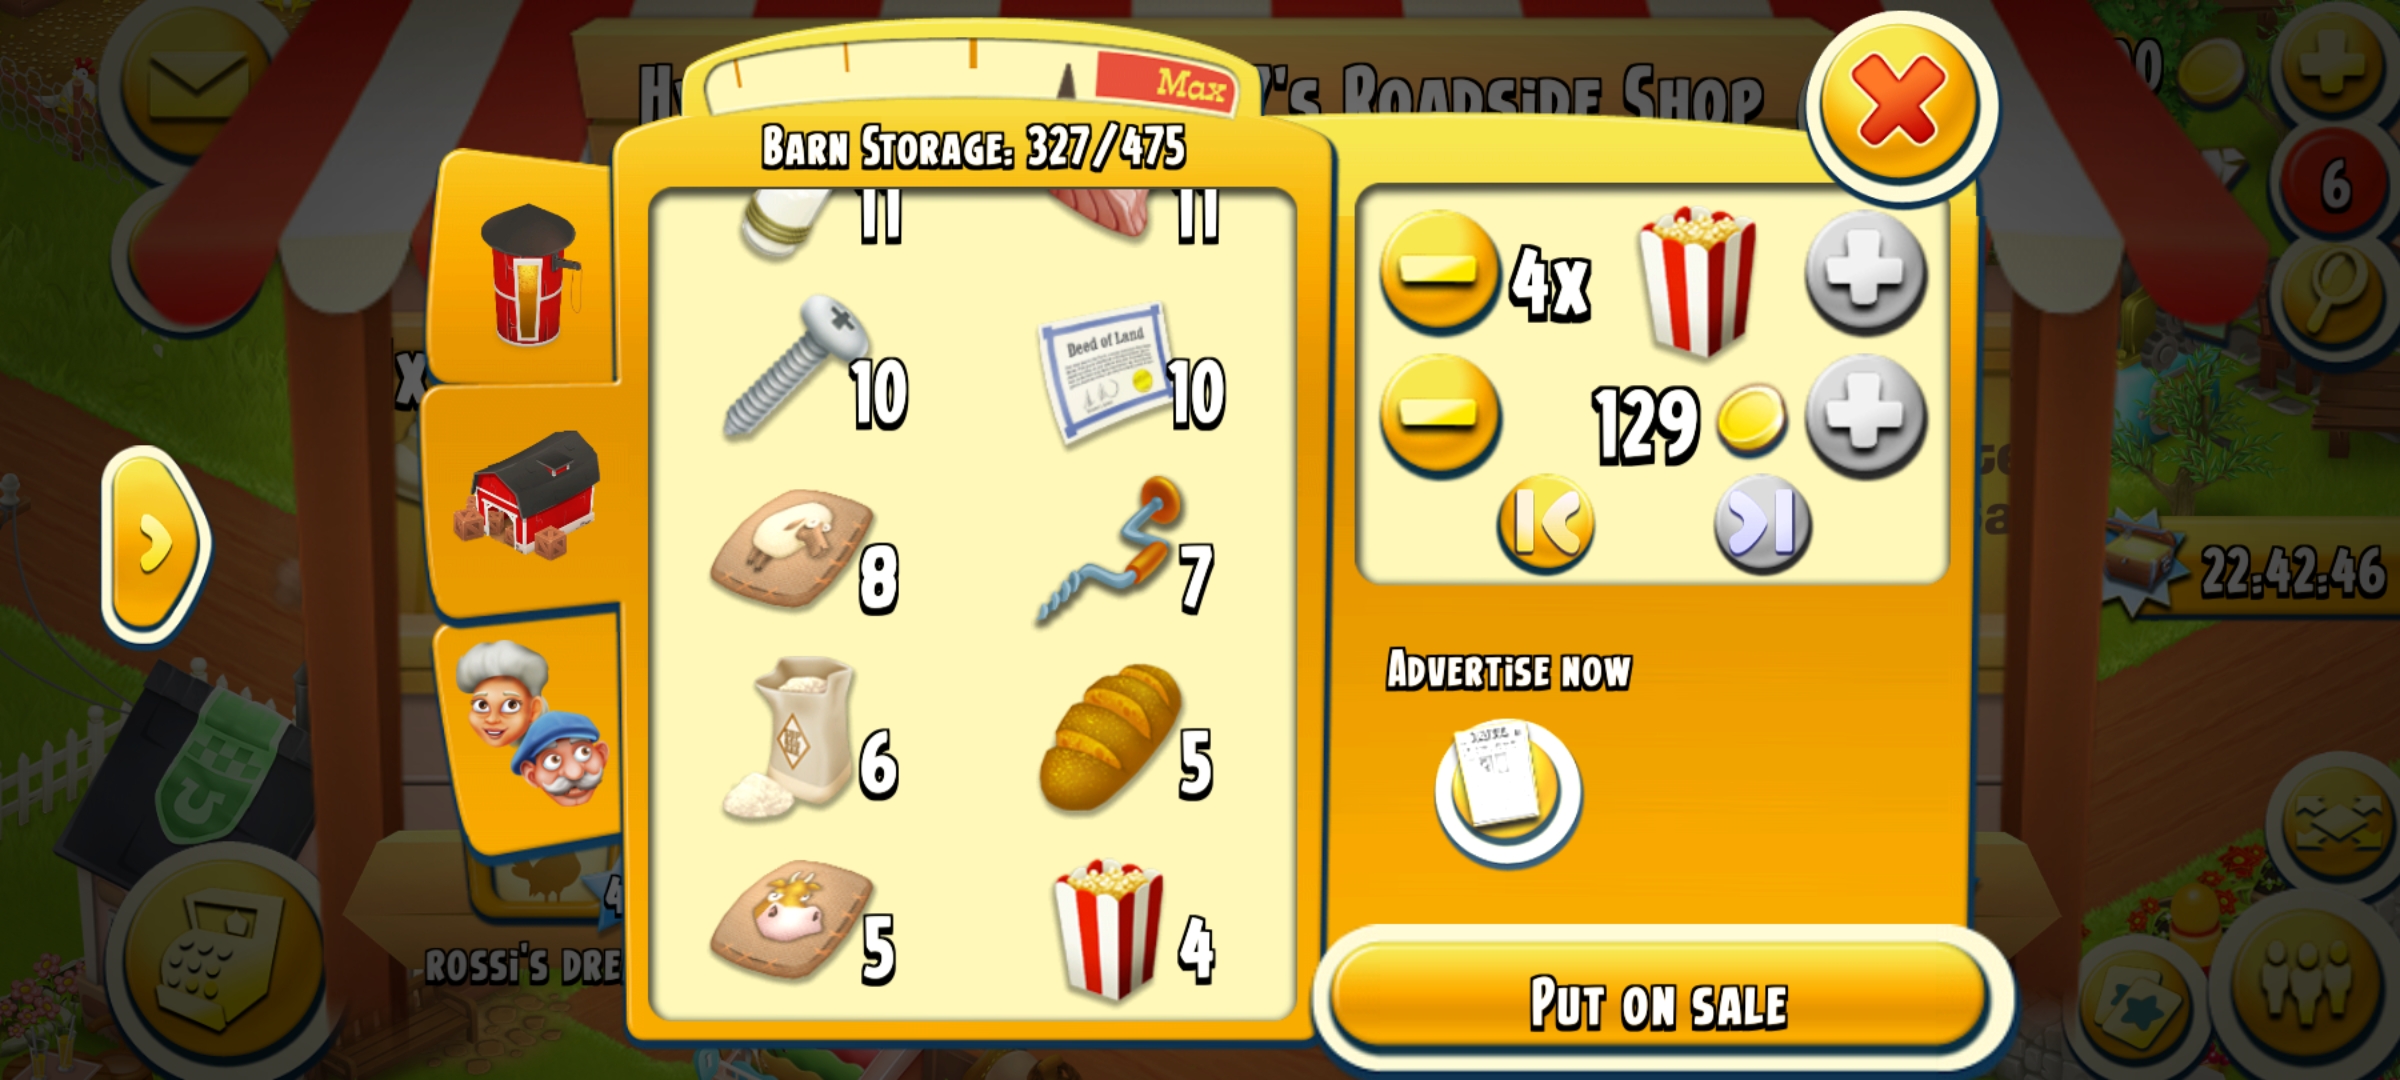 'S ROADSIDE SHOP
Max
BARN STORAGE: 327/475
11
11
4x
6
10
Deed of Land
10
129
8
7
22:42:46
ADVERTISE NOW
6
5
5
4
ROSSI'S DRE
PUT ON SALE